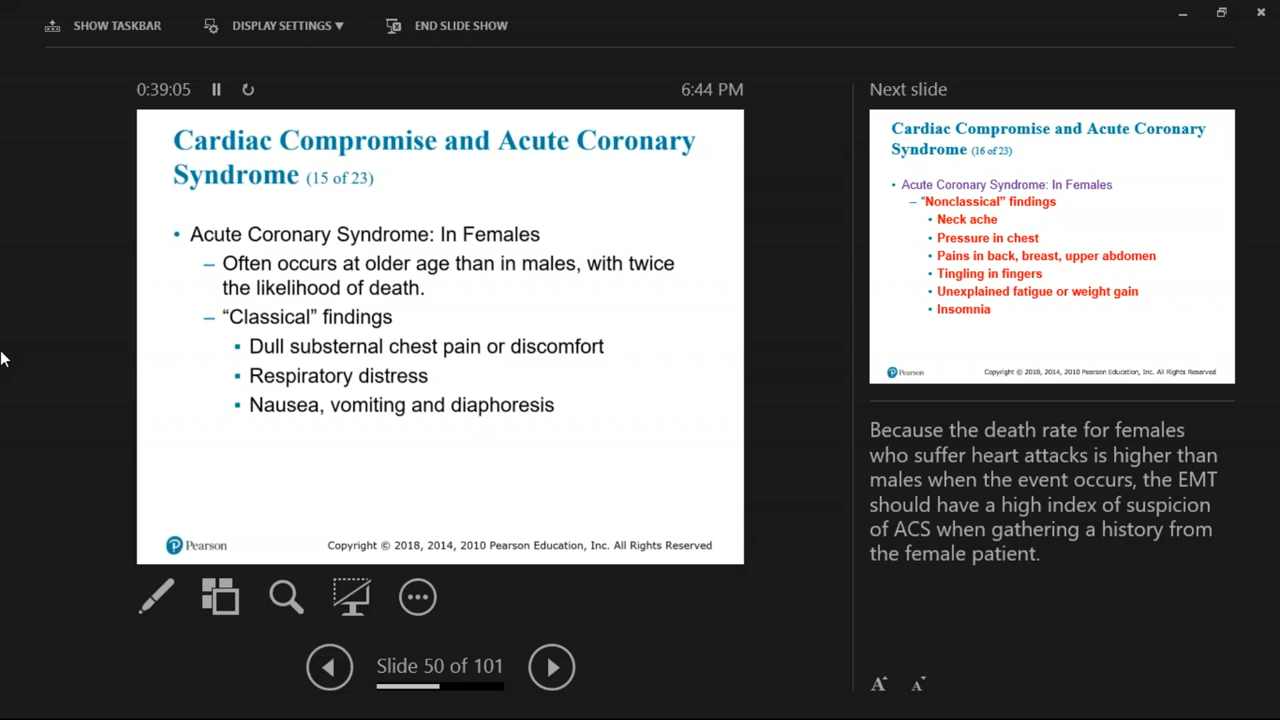 SHOW TASKBAR
DISPLAY SETTINGS ▼
END SLIDE SHOW
0:39:05
6:44 PM
Cardiac Compromise and Acute Coronary
Syndrome (15 of 23)
• Acute Coronary Syndrome: In Females
– Often occurs at older age than in males, with twice
the likelihood of death.
– “Classical” findings
▪ Dull substernal chest pain or discomfort
▪ Respiratory distress
▪ Nausea, vomiting and diaphoresis
Pearson
Copyright © 2018, 2014, 2010 Pearson Education, Inc. All Rights Reserved
Slide 50 of 101
Next slide
Cardiac Compromise and Acute Coronary
Syndrome (16 of 23)
• Acute Coronary Syndrome: In Females
– “Nonclassical” findings
▪ Neck ache
▪ Pressure in chest
▪ Pains in back, breast, upper abdomen
▪ Tingling in fingers
▪ Unexplained fatigue or weight gain
▪ Insomnia
Pearson
Copyright © 2018, 2014, 2010 Pearson Education, Inc. All Rights Reserved
Because the death rate for females
who suffer heart attacks is higher than
males when the event occurs, the EMT
should have a high index of suspicion
of ACS when gathering a history from
the female patient.
A A